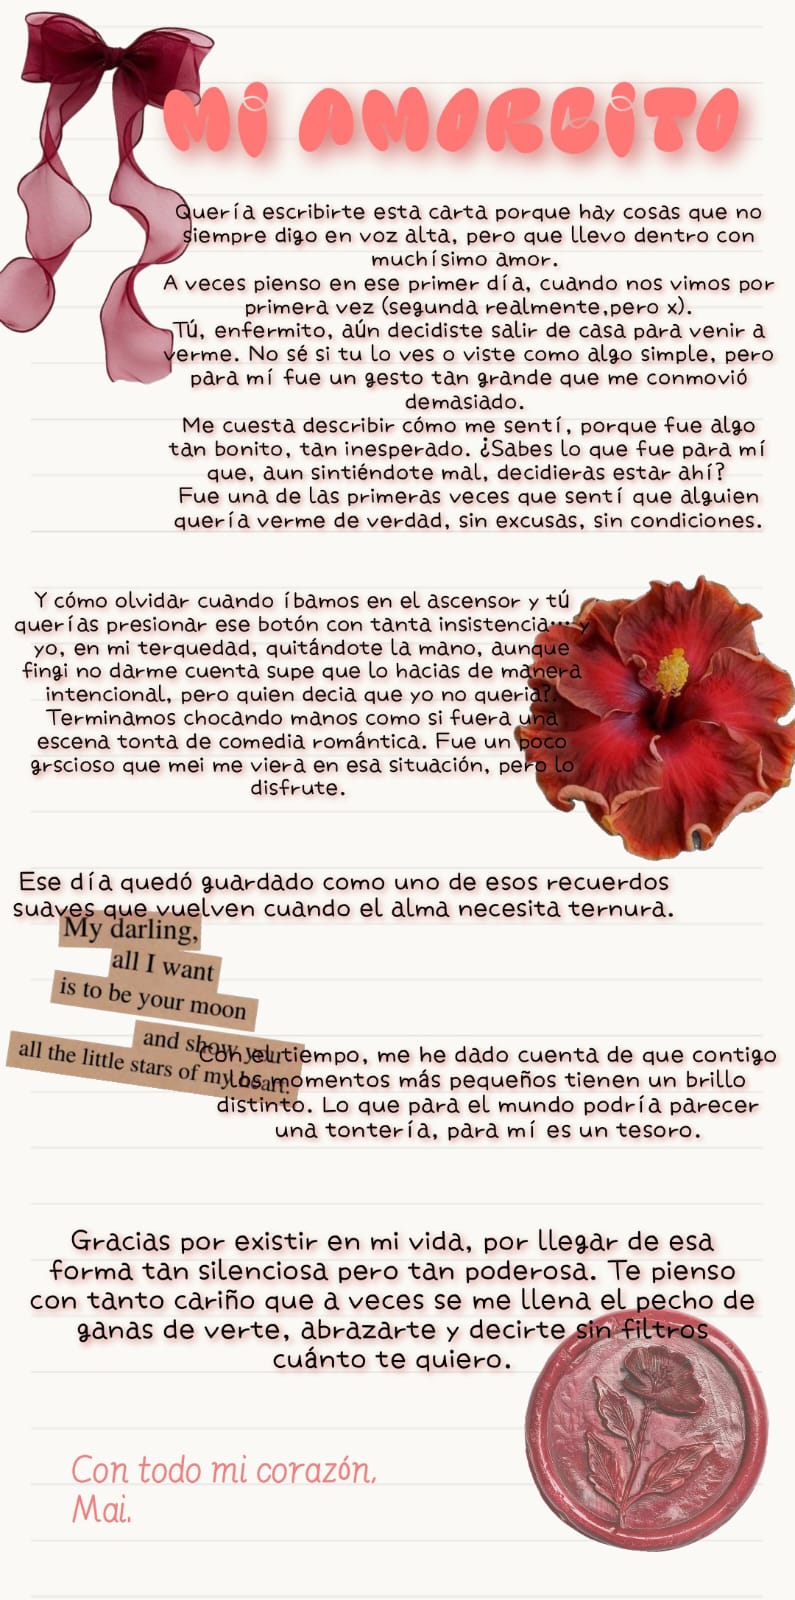 Mi AMORCITO
Quería escribirte esta carta porque hay cosas que no
siempre digo en voz alta, pero que llevo dentro con
muchísimo amor.
A veces pienso en ese primer día, cuando nos vimos por
primera vez (segunda realmente,pero x).
Tú, enfermito, aún decidiste salir de casa para venir a
verme. No sé si tu lo ves o viste como algo simple, pero
para mí fue un gesto tan grande que me conmovió
demasiado.
Me cuesta describir cómo me sentí, porque fue algo
tan bonito, tan inesperado. ¿Sabes lo que fue para mí
que, aun sintiéndote mal, decidieras estar ahí?
Fue una de las primeras veces que sentí que alguien
quería verme de verdad, sin excusas, sin condiciones.
Y cómo olvidar cuando íbamos en el ascensor y tú
querías presionar ese botón con tanta insistencia… y
yo, en mi terquedad, quitándote la mano, aunque
fingi no darme cuenta supe que lo hacias de manera
intencional, pero quien decia que yo no queria?.
Terminamos chocando manos como si fuera una
escena tonta de comedia romántica. Fue un poco
grscioso que mei me viera en esa situación, pero lo
disfrute.
Ese día quedó guardado como uno de esos recuerdos
suaves que vuelven cuando el alma necesita ternura.
My darling,
all I want
is to be your moon
and show you
all the little stars of my heart.
Con el tiempo, me he dado cuenta de que contigo
los momentos más pequeños tienen un brillo
distinto. Lo que para el mundo podría parecer
una tontería, para mí es un tesoro.
Gracias por existir en mi vida, por llegar de esa
forma tan silenciosa pero tan poderosa. Te pienso
con tanto cariño que a veces se me llena el pecho de
ganas de verte, abrazarte y decirte sin filtros
cuánto te quiero.
Con todo mi corazón,
Mai.